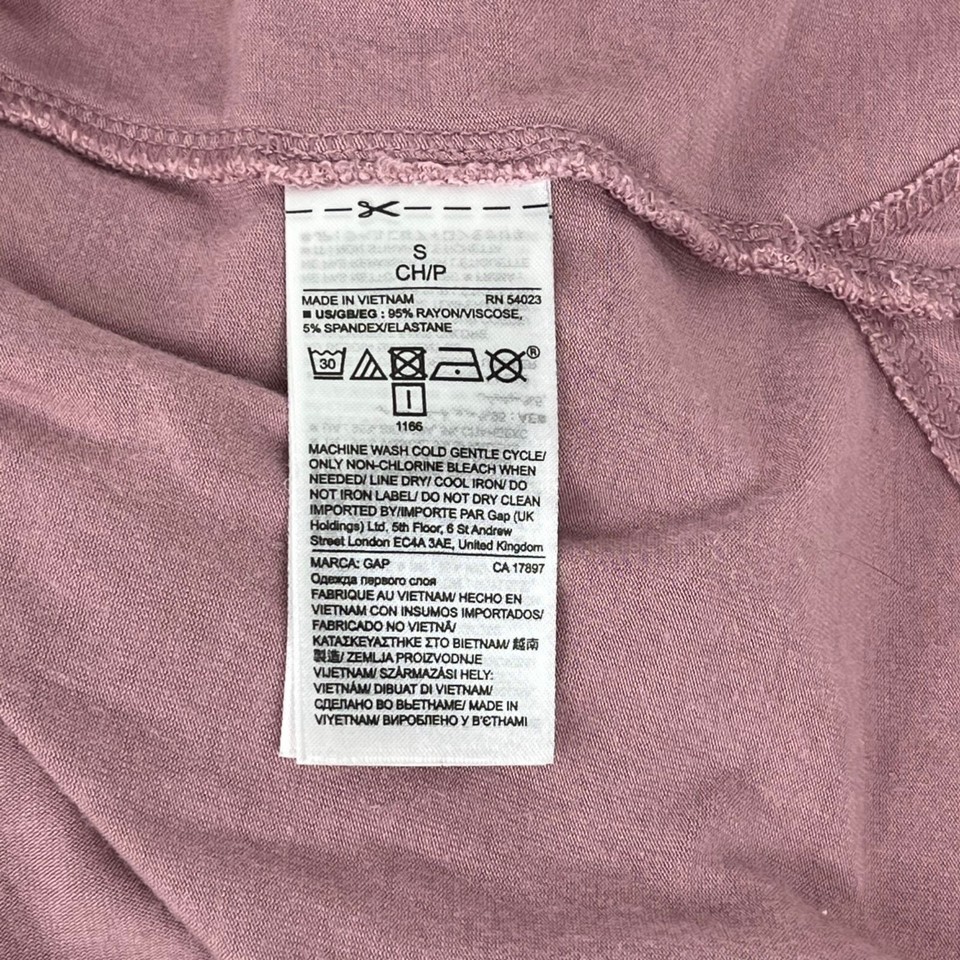 S
CH/P
MADE IN VIETNAM RN 54023
■ US/GB/EG : 95% RAYON/VISCOSE,
5% SPANDEX/ELASTANE
30
®
1166
MACHINE WASH COLD GENTLE CYCLE/
ONLY NON-CHLORINE BLEACH WHEN
NEEDED/ LINE DRY/ COOL IRON/ DO
NOT IRON LABEL/ DO NOT DRY CLEAN
IMPORTED BY/IMPORTE PAR Gap (UK
Holdings) Ltd. 5th Floor, 6 St Andrew
Street London EC4A 3AE, United Kingdom
MARCA: GAP CA 17897
Одежда первого слоя
FABRIQUE AU VIETNAM/ HECHO EN
VIETNAM CON INSUMOS IMPORTADOS/
FABRICADO NO VIETNÃ/
ΚΑΤΑΣΚΕΥΑΣΤΗΚΕ ΣΤΟ ΒΙΕΤΝΑΜ/ 越南
製造/ ZEMLJA PROIZVODNJE
VIJETNAM/ SZÁRMAZÁSI HELY:
VIETNÁM/ DIBUAT DI VIETNAM/
СДЕЛАНО ВО ВЬЕТНАМЕ/ MADE IN
VIYETNAM/ ВИРОБЛЕНО У В'ЄТНАМІ